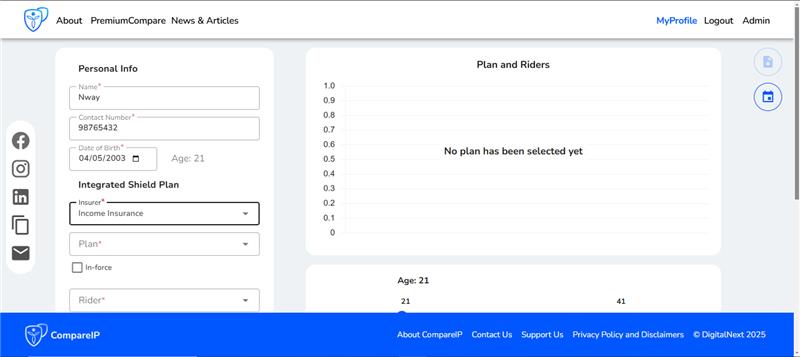 About PremiumCompare News & Articles MyProfile Logout Admin
Personal Info
Name*
Nway
Contact Number*
98765432
Date of Birth*
04/05/2003 Age: 21
Integrated Shield Plan
Insurer*
Income Insurance
Plan*
In-force
Rider*
Plan and Riders
1.0
0.9
0.8
0.7
0.6
0.5
0.4
0.3
0.2
0.1
0
No plan has been selected yet
Age: 21
21 41
CompareIP About CompareIP Contact Us Support Us Privacy Policy and Disclaimers © DigitalNext 2025